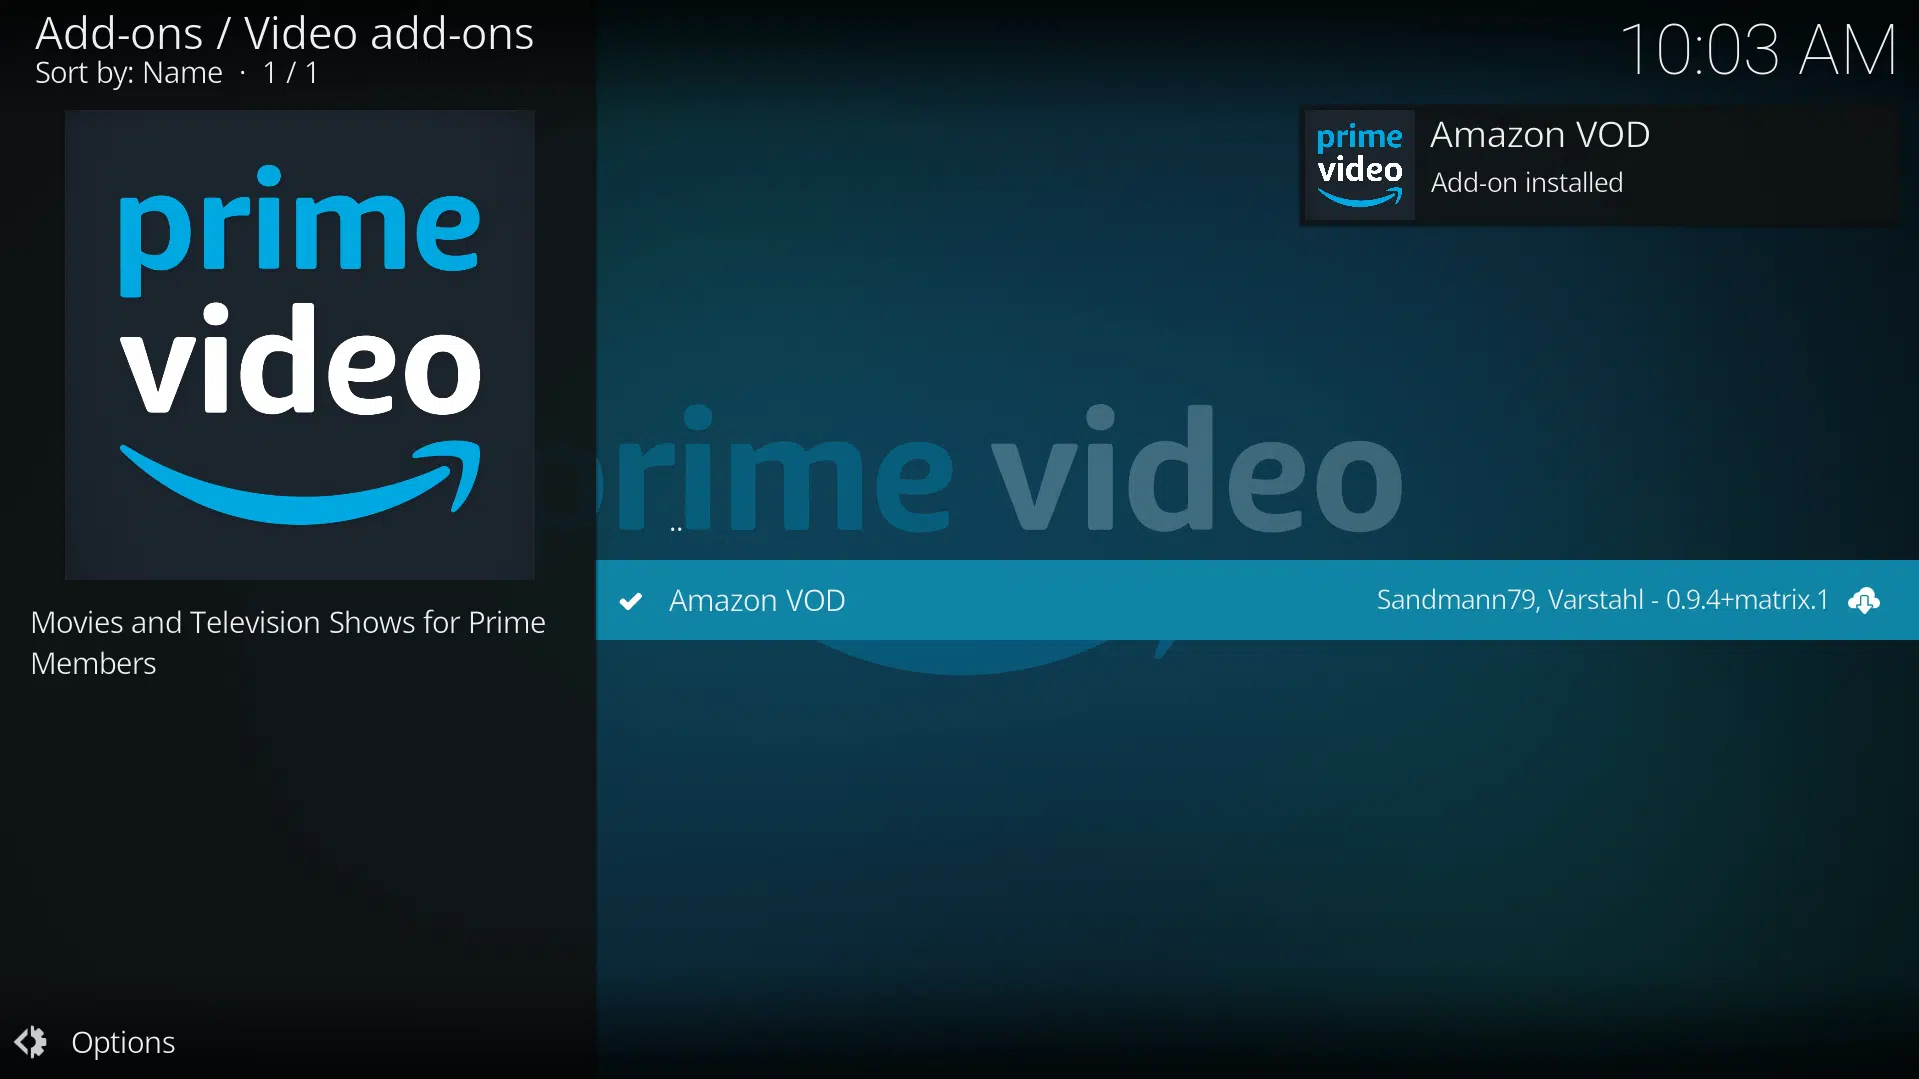 Add-ons / Video add-ons
Sort by: Name · 1 / 1
10:03 AM
prime
video
Amazon VOD
Add-on installed
prime
video
prime video
..
Amazon VOD
Sandmann79, Varstahl - 0.9.4+matrix.1
Movies and Television Shows for Prime
Members
Options